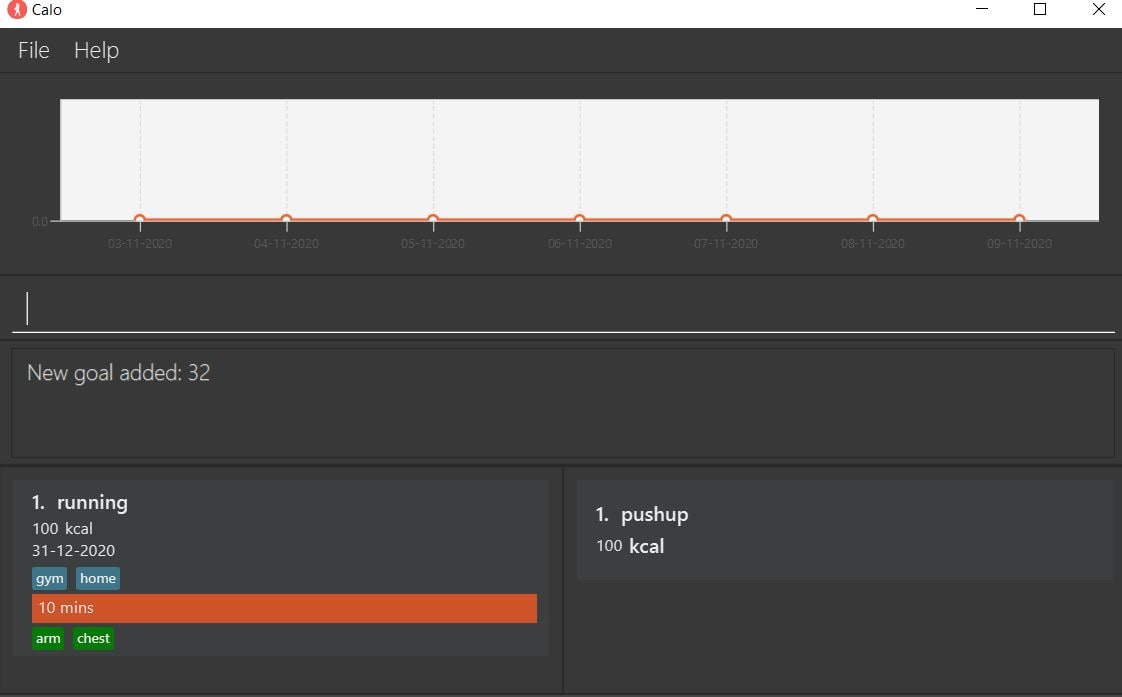 Calo
File Help
0.0
03-11-2020 04-11-2020 05-11-2020 06-11-2020 07-11-2020 08-11-2020 09-11-2020
New goal added: 32
1. running
100 kcal
31-12-2020
gym home
10 mins
arm chest
1. pushup
100 kcal